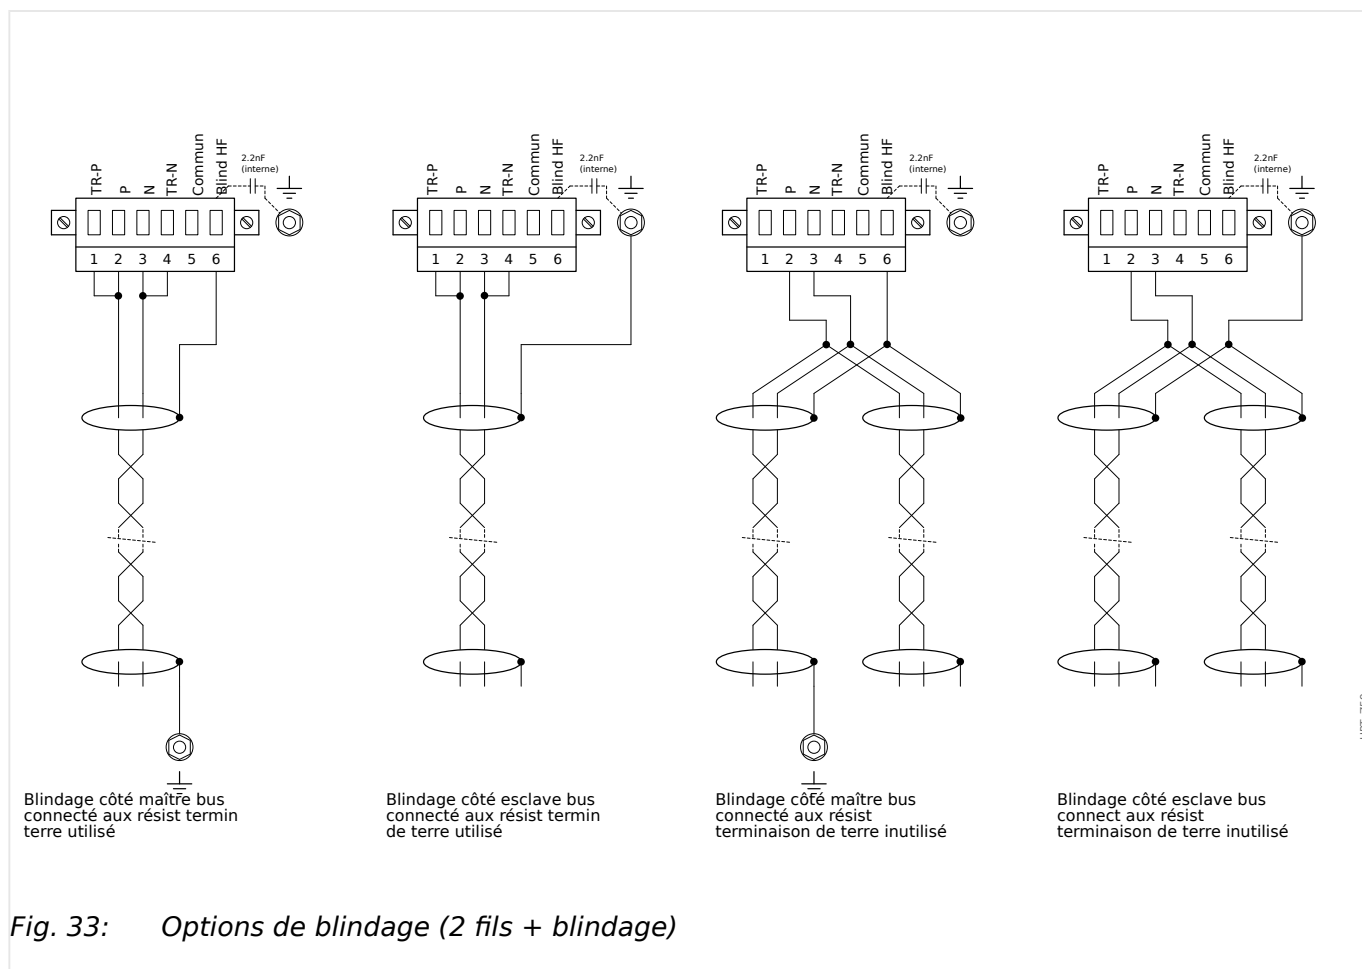 TR-P
P
N
TR-N
Commun
Blind HF
2.2nF
(interne)
1 2 3 4 5 6
TR-P
P
N
TR-N
Commun
Blind HF
2.2nF
(interne)
1 2 3 4 5 6
TR-P
P
N
TR-N
Commun
Blind HF
2.2nF
(interne)
1 2 3 4 5 6
TR-P
P
N
TR-N
Commun
Blind HF
2.2nF
(interne)
1 2 3 4 5 6
Blindage côté maître bus
connecté aux résist termin
terre utilisé
Blindage côté esclave bus
connecté aux résist termin
de terre utilisé
Blindage côté maître bus
connecté aux résist
terminaison de terre inutilisé
Blindage côté esclave bus
connect aux résist
terminaison de terre inutilisé
Fig. 33: Options de blindage (2 fils + blindage)